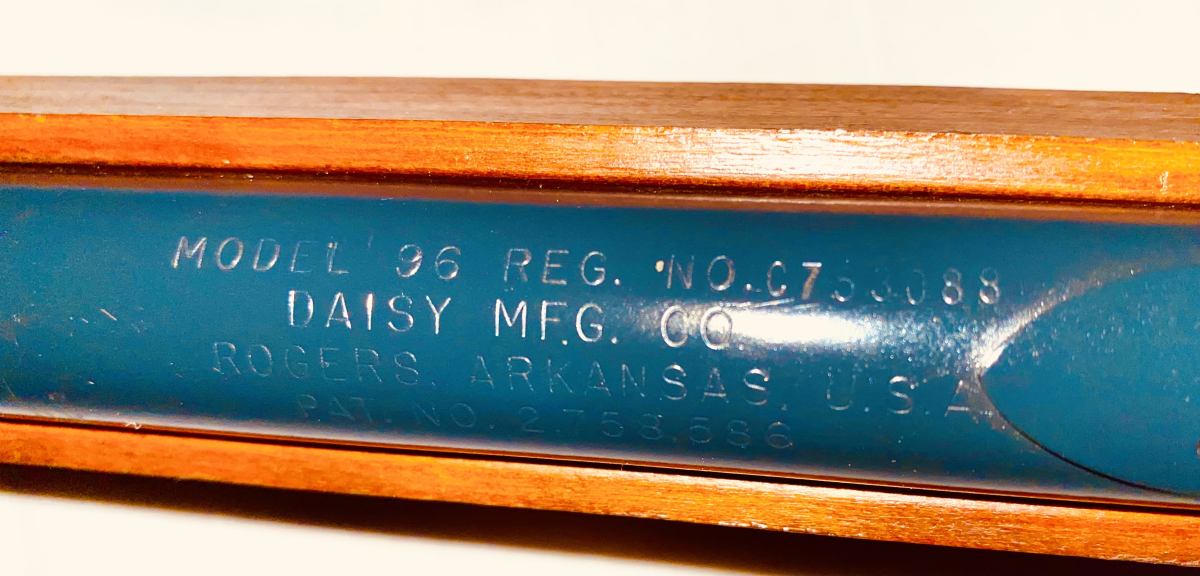 MODEL 96 REG. NO. C753088
DAISY MFG. CO
ROGERS, ARKANSAS, U.S.A
PAT. NO. 2,758,586